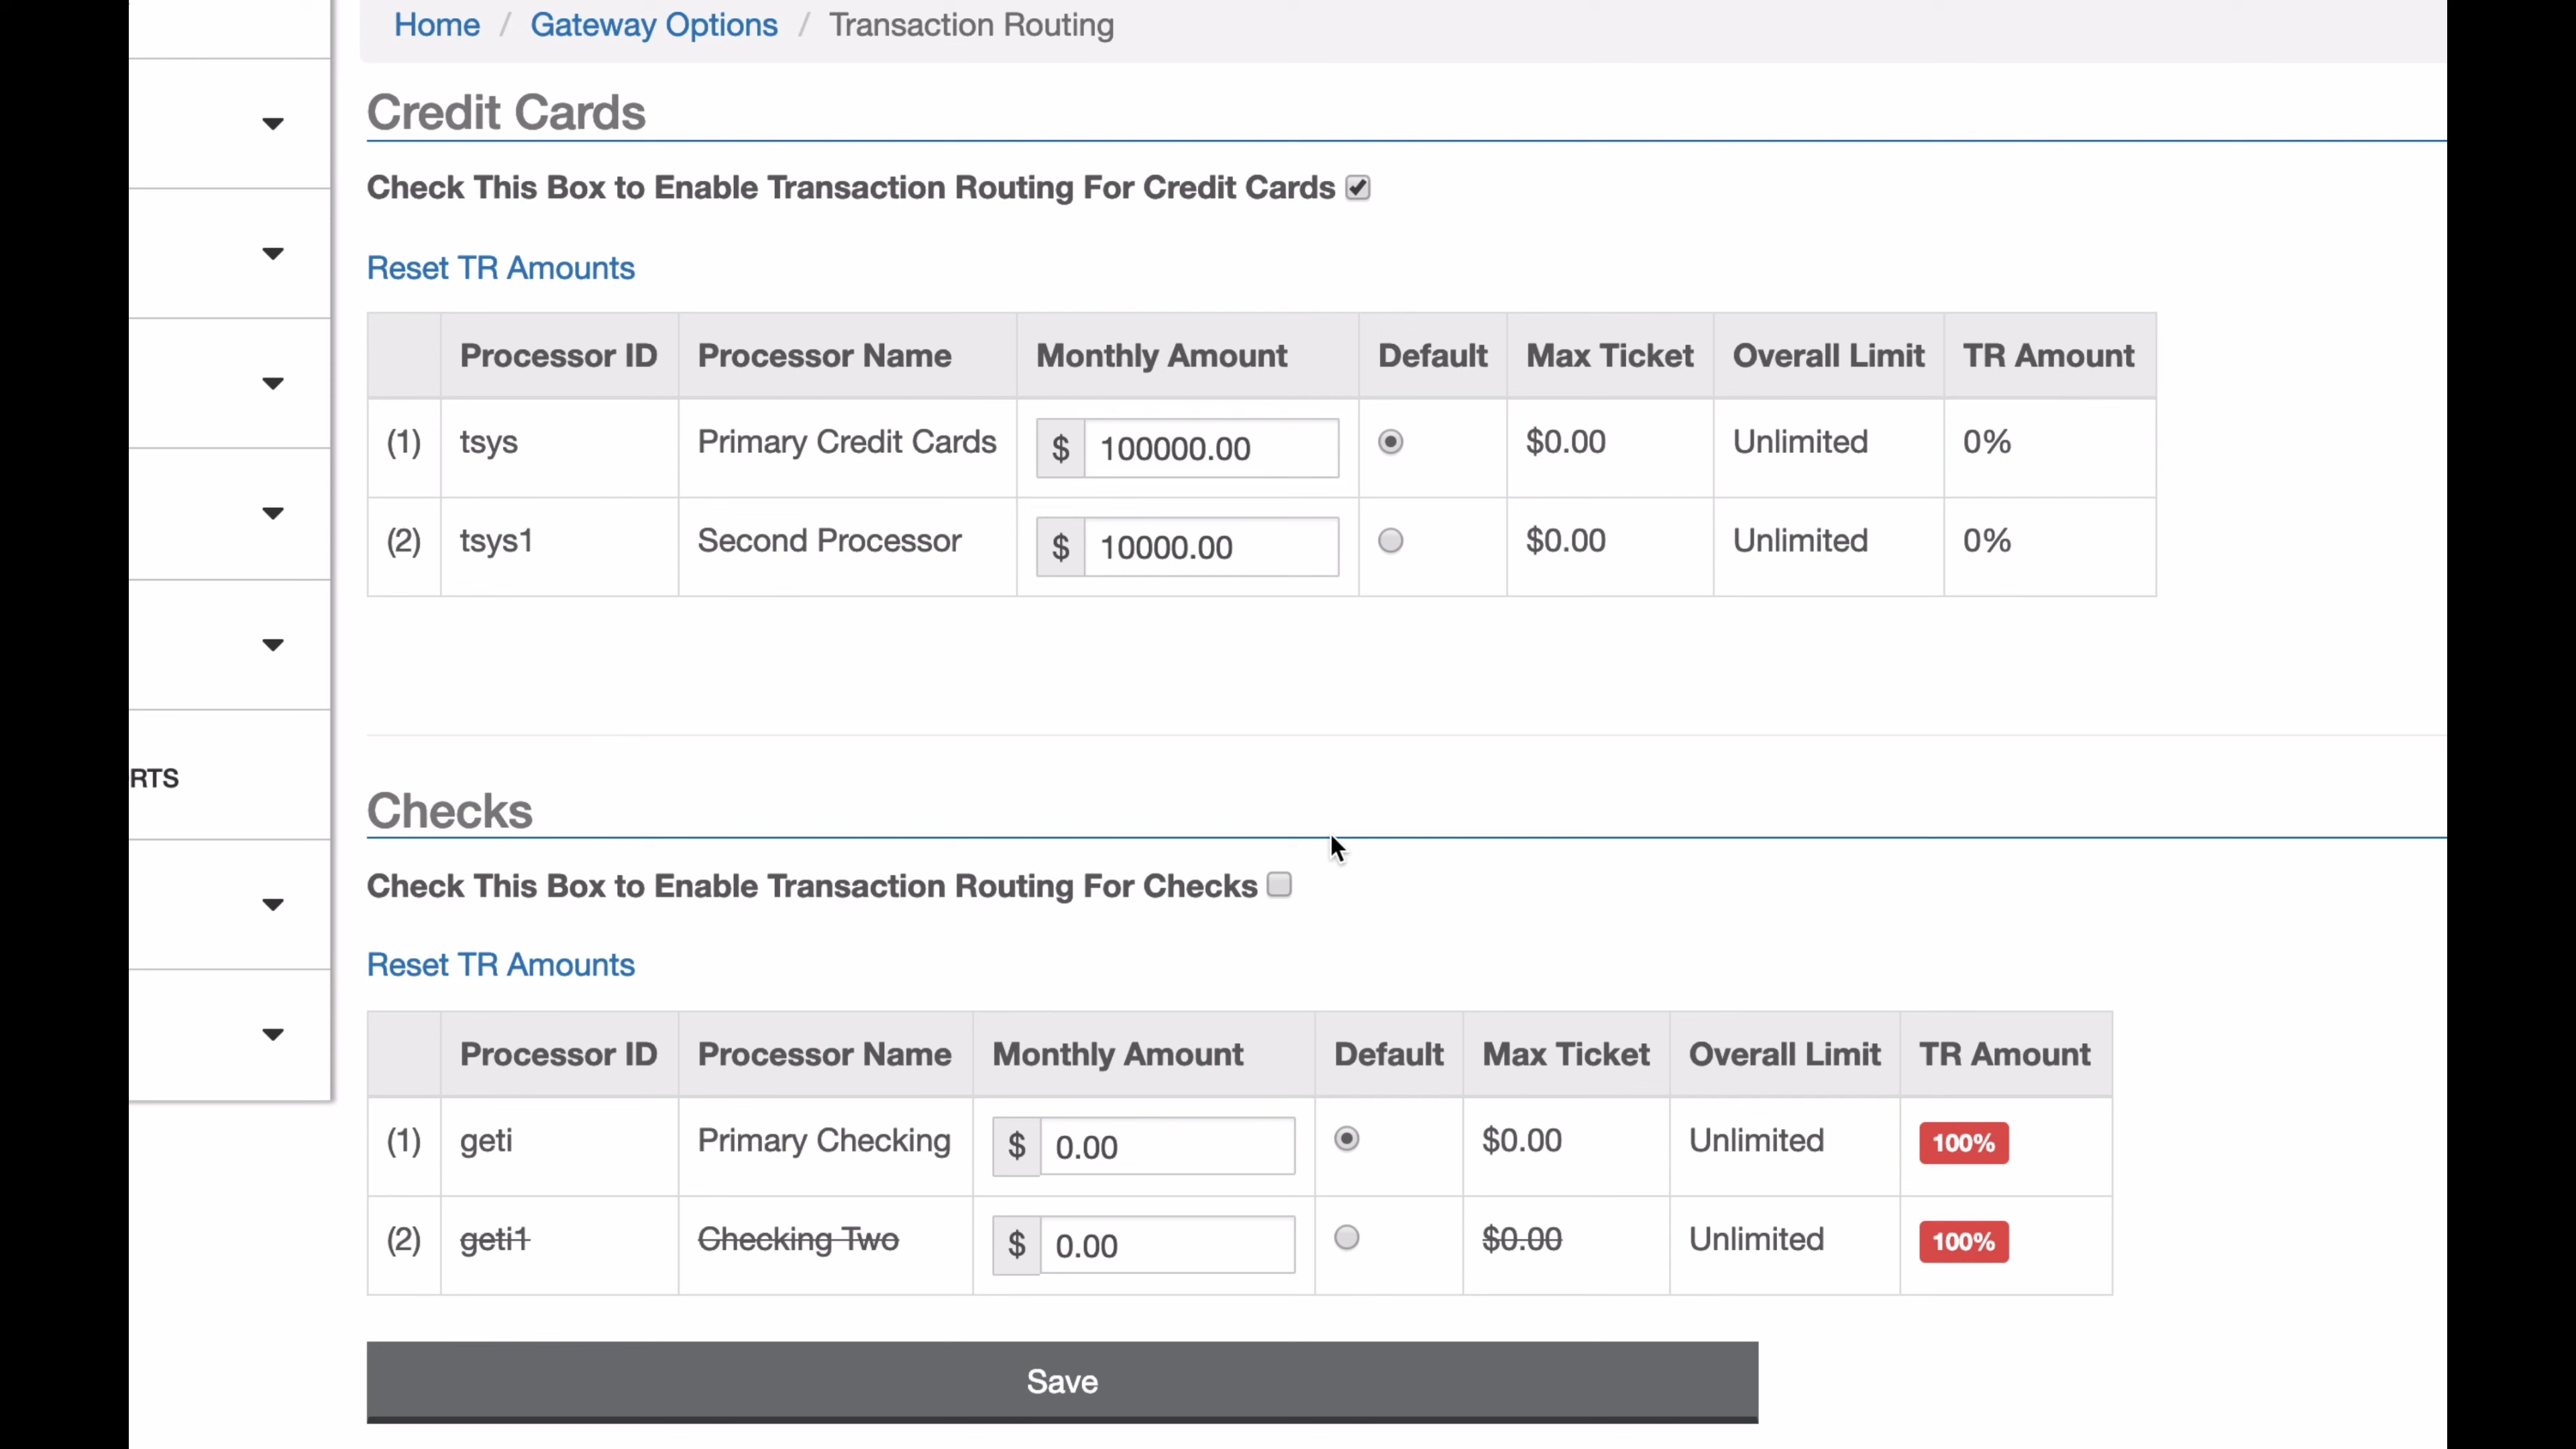 Home / Gateway Options / Transaction Routing
Credit Cards
Check This Box to Enable Transaction Routing For Credit Cards
Reset TR Amounts
Processor ID Processor Name Monthly Amount Default Max Ticket Overall Limit TR Amount
(1) tsys Primary Credit Cards $ 100000.00 $0.00 Unlimited 0%
(2) tsys1 Second Processor $ 10000.00 $0.00 Unlimited 0%
RTS
Checks
Check This Box to Enable Transaction Routing For Checks
Reset TR Amounts
Processor ID Processor Name Monthly Amount Default Max Ticket Overall Limit TR Amount
(1) geti Primary Checking $ 0.00 $0.00 Unlimited 100%
(2) geti1 Checking Two $ 0.00 $0.00 Unlimited 100%
Save